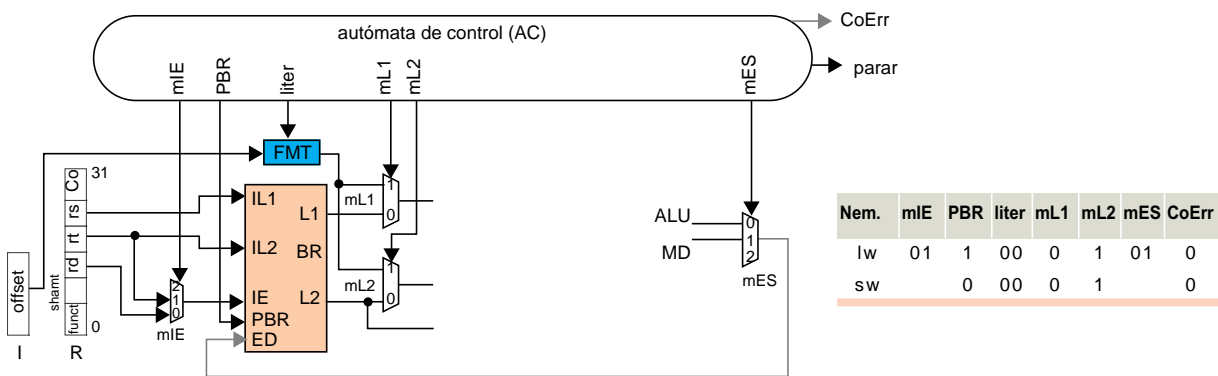 autómata de control (AC)
CoErr
parar
mIE
PBR
liter
mL1
mL2
mES
FMT
31
Co
rs
rt
rd
shamt
funct
0
offset
I
R
2
1
0
mIE
IL1
IL2
IE
PBR
ED
L1
BR
L2
mL1
1
0
mL2
1
0
ALU
MD
0
1
2
mES
Nem. mIE PBR liter mL1 mL2 mES CoErr
lw 01 1 00 0 1 01 0
sw 0 00 0 1 0